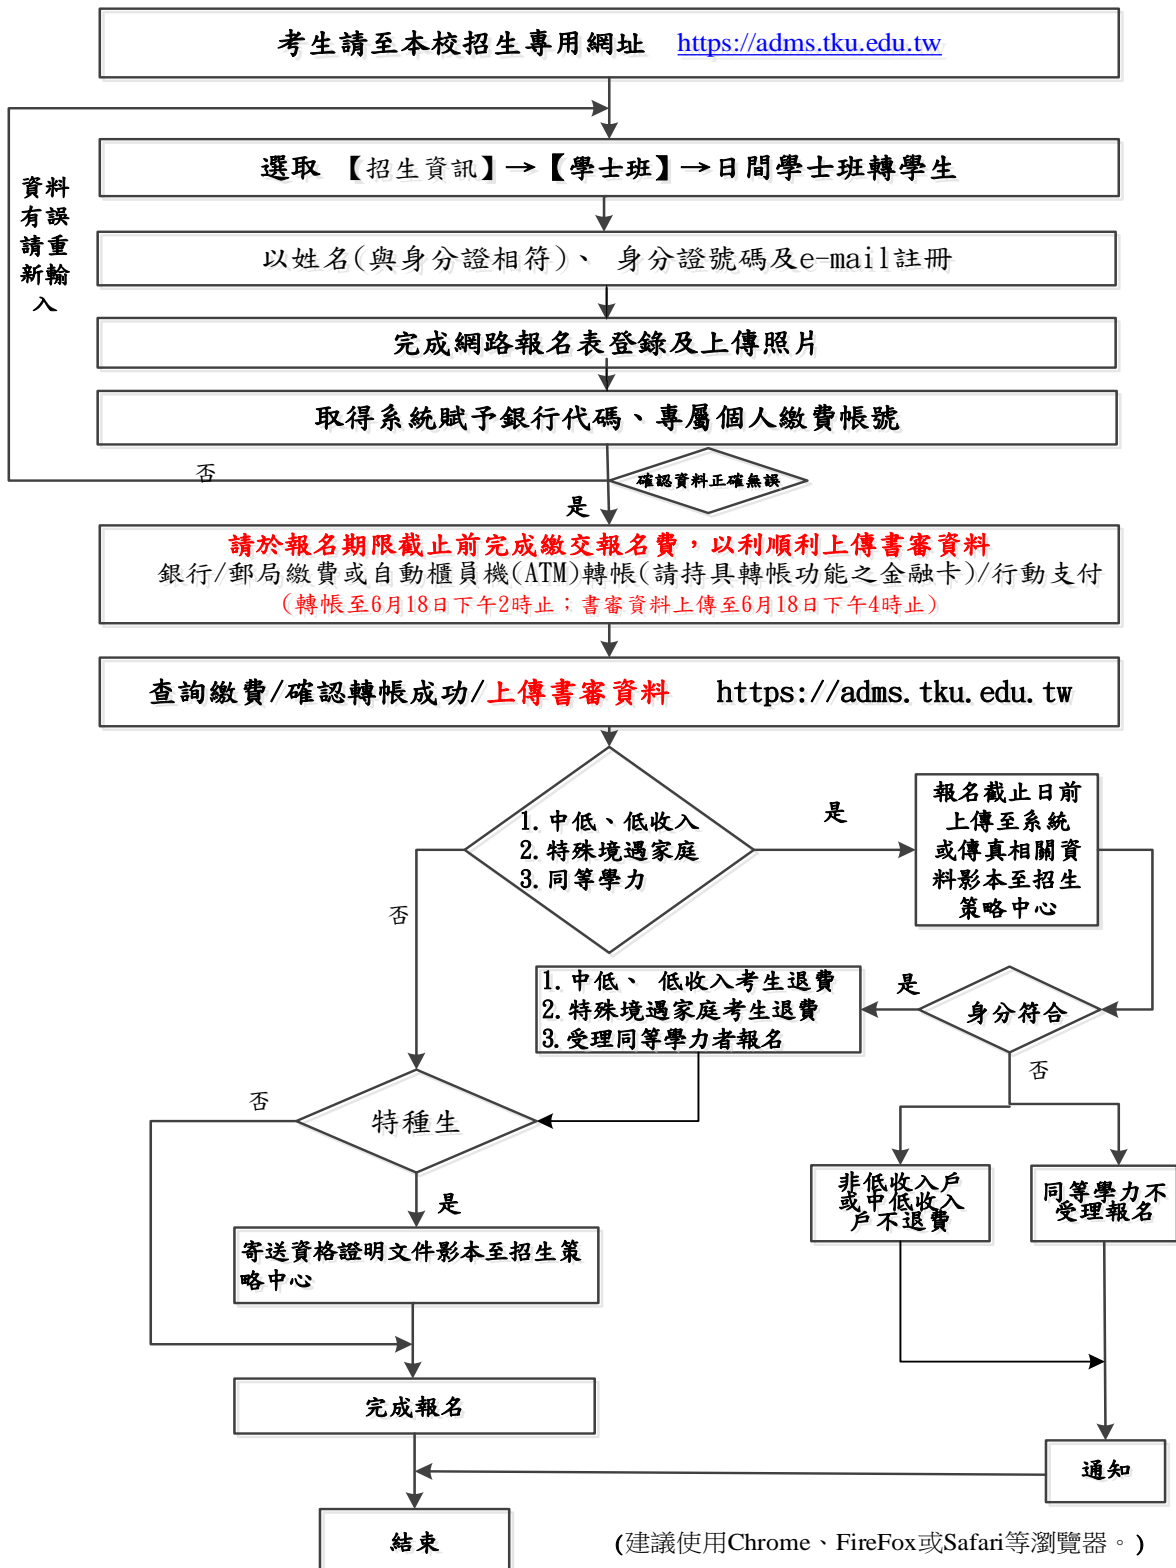 考生請至本校招生專用網址 https://adms.tku.edu.tw
選取 【招生資訊】→【學士班】→日間學士班轉學生
資料
有誤
請重
新輸
入
以姓名(與身分證相符)、 身分證號碼及e-mail註冊
完成網路報名表登錄及上傳照片
取得系統賦予銀行代碼、專屬個人繳費帳號
否
確認資料正確無誤
是
請於報名期限截止前完成繳交報名費，以利順利上傳書審資料
銀行/郵局繳費或自動櫃員機(ATM)轉帳(請持具轉帳功能之金融卡)/行動支付
(轉帳至6月18日下午2時止；書審資料上傳至6月18日下午4時止)
查詢繳費/確認轉帳成功/上傳書審資料 https://adms.tku.edu.tw
1.中低、低收入
2.特殊境遇家庭
3.同等學力
是
報名截止日前
上傳至系統
或傳真相關資
料影本至招生
策略中心
否
1.中低、 低收入考生退費
2.特殊境遇家庭考生退費
3.受理同等學力者報名
是
身分符合
否
否
特種生
是
非低收入戶
或中低收入
戶不退費
同等學力不
受理報名
寄送資格證明文件影本至招生策
略中心
完成報名
通知
結束
(建議使用Chrome、FireFox或Safari等瀏覽器。)